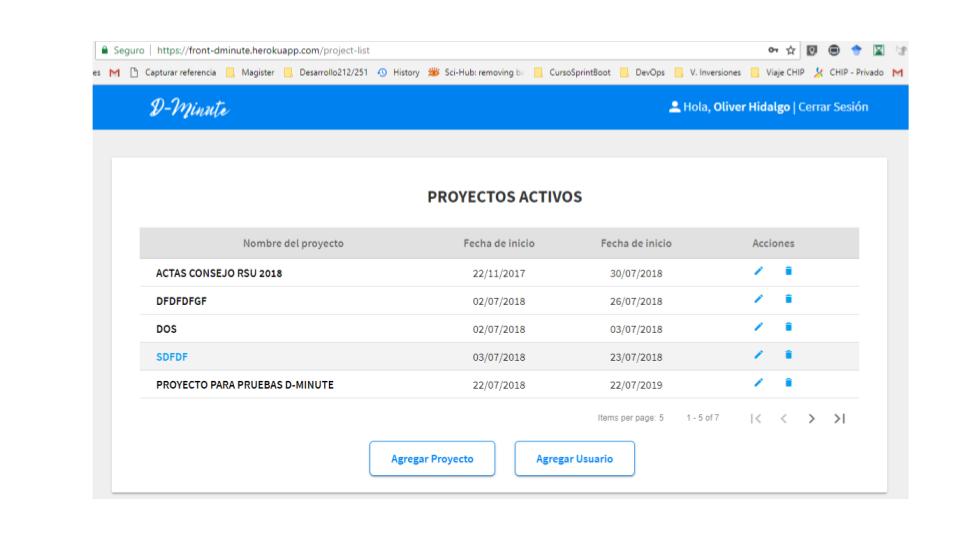 Seguro | https://front-dminute.herokuapp.com/project-list
es Capturar referencia Magister Desarrollo212/251 History Sci-Hub: removing b CursoSprintBoot DevOps V. Inversiones Viaje CHIP CHIP - Privado
D-Minute Hola, Oliver Hidalgo | Cerrar Sesión
PROYECTOS ACTIVOS
Nombre del proyecto Fecha de inicio Fecha de inicio Acciones
ACTAS CONSEJO RSU 2018 22/11/2017 30/07/2018
DFDFDFGF 02/07/2018 26/07/2018
DOS 02/07/2018 03/07/2018
SDFDF 03/07/2018 23/07/2018
PROYECTO PARA PRUEBAS D-MINUTE 22/07/2018 22/07/2019
Items per page: 5 1 - 5 of 7
Agregar Proyecto Agregar Usuario